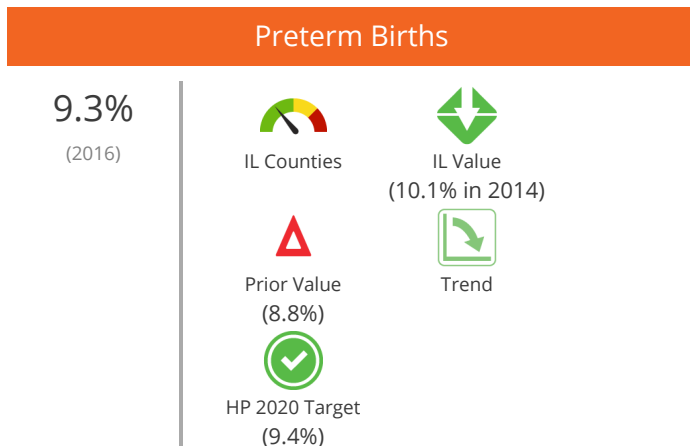 Preterm Births
9.3%
(2016)
IL Counties
IL Value
(10.1% in 2014)
Prior Value
(8.8%)
Trend
HP 2020 Target
(9.4%)